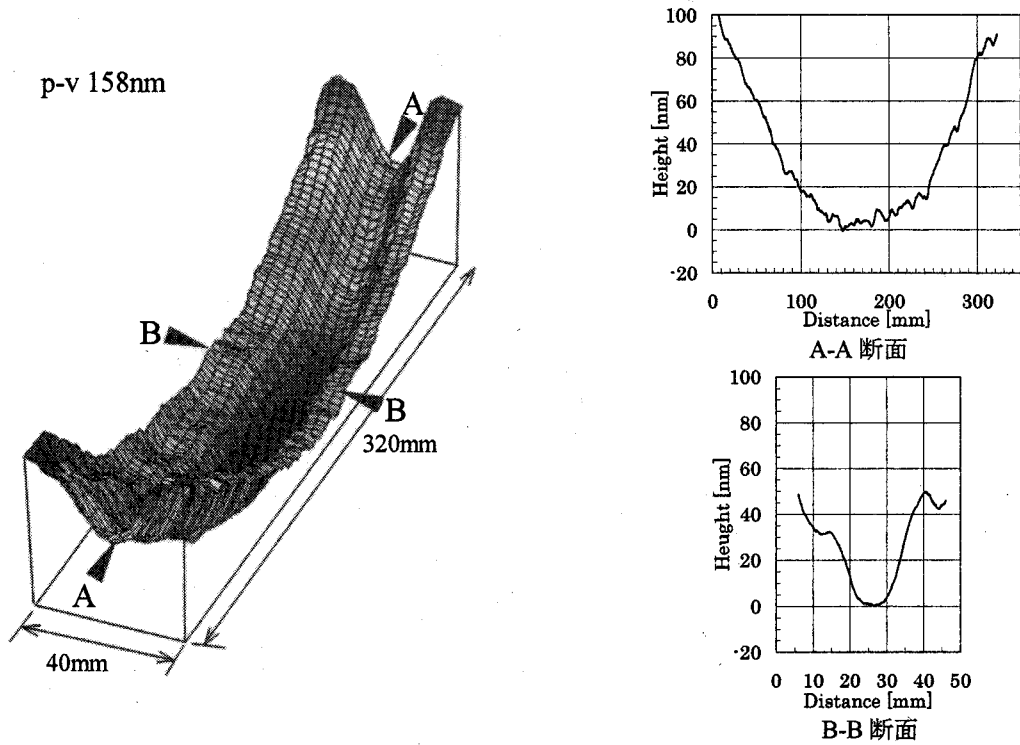 p-v 158nm
A
B
B
A
320mm
40mm
100
80
60
40
20
0
-20
Height [nm]
0 100 200 300
Distance [mm]
A-A 断面
100
80
60
40
20
0
-20
Heught [nm]
0 10 20 30 40 50
Distance [mm]
B-B 断面